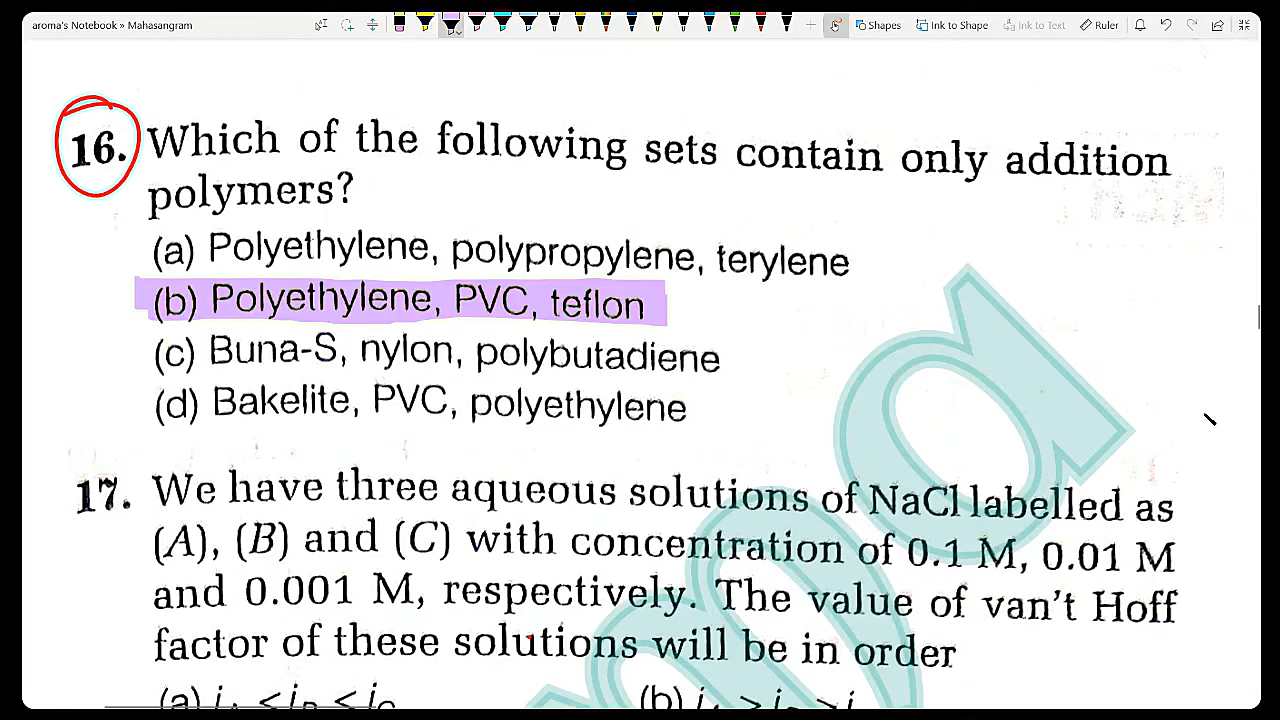 aroma's Notebook » Mahasangram
Shapes Ink to Shape Ink to Text Ruler
16. Which of the following sets contain only addition
polymers?
(a) Polyethylene, polypropylene, terylene
(b) Polyethylene, PVC, teflon
(c) Buna-S, nylon, polybutadiene
(d) Bakelite, PVC, polyethylene
17. We have three aqueous solutions of NaCl labelled as
(A), (B) and (C) with concentration of 0.1 M, 0.01 M
and 0.001 M, respectively. The value of van't Hoff
factor of these solutions will be in order